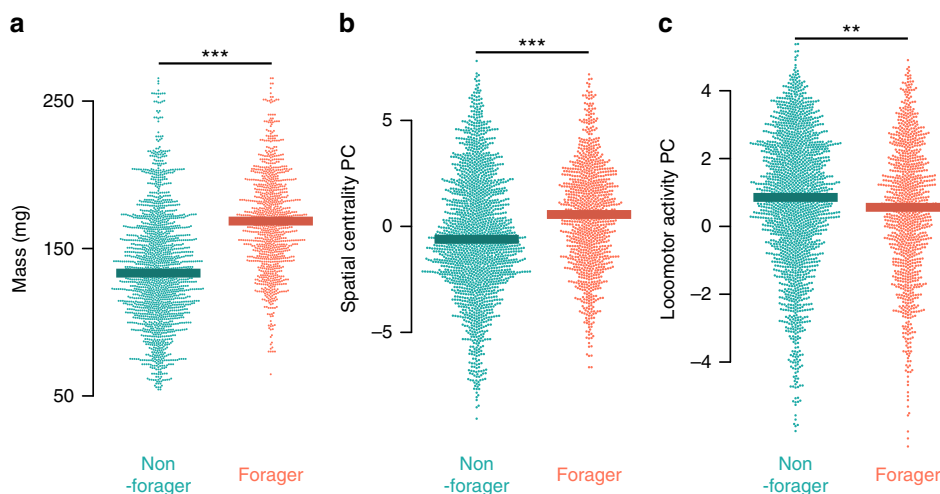 a
***
250
150
50
Mass (mg)
Non
-forager
Forager
b
***
5
0
−5
Spatial centrality PC
Non
-forager
Forager
c
**
4
2
0
−2
−4
Locomotor activity PC
Non
-forager
Forager